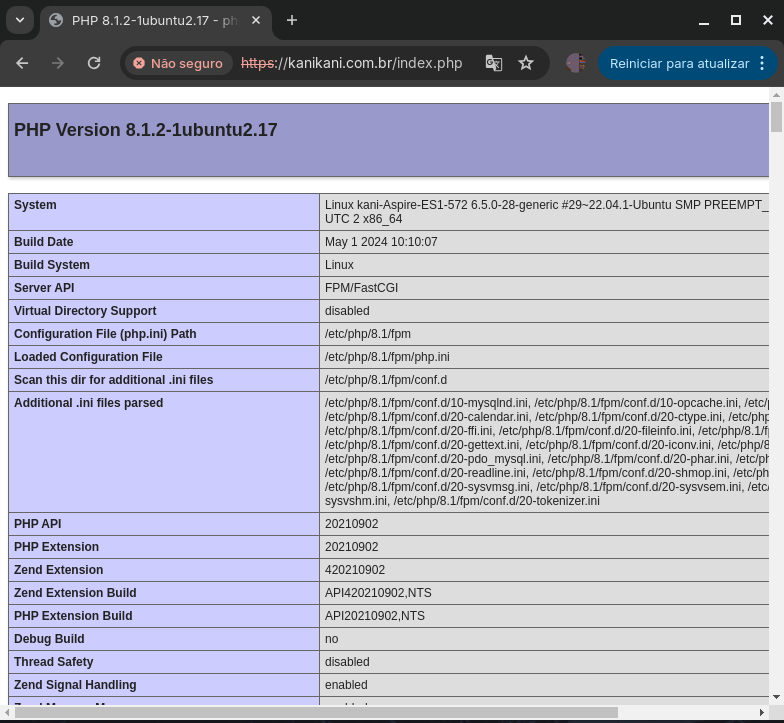 PHP 8.1.2-1ubuntu2.17 - ph
Não seguro
https://kanikani.com.br/index.php
Reiniciar para atualizar
PHP Version 8.1.2-1ubuntu2.17
System
Linux kani-Aspire-ES1-572 6.5.0-28-generic #29~22.04.1-Ubuntu SMP PREEMPT_
UTC 2 x86_64
Build Date
May 1 2024 10:10:07
Build System
Linux
Server API
FPM/FastCGI
Virtual Directory Support
disabled
Configuration File (php.ini) Path
/etc/php/8.1/fpm
Loaded Configuration File
/etc/php/8.1/fpm/php.ini
Scan this dir for additional .ini files
/etc/php/8.1/fpm/conf.d
Additional .ini files parsed
/etc/php/8.1/fpm/conf.d/10-mysqlnd.ini, /etc/php/8.1/fpm/conf.d/10-opcache.ini, /etc/p
/etc/php/8.1/fpm/conf.d/20-calendar.ini, /etc/php/8.1/fpm/conf.d/20-ctype.ini, /etc/php
/etc/php/8.1/fpm/conf.d/20-ffi.ini, /etc/php/8.1/fpm/conf.d/20-fileinfo.ini, /etc/php/8.1/f
/etc/php/8.1/fpm/conf.d/20-gettext.ini, /etc/php/8.1/fpm/conf.d/20-iconv.ini, /etc/php/8
/etc/php/8.1/fpm/conf.d/20-pdo_mysql.ini, /etc/php/8.1/fpm/conf.d/20-phar.ini, /etc/ph
/etc/php/8.1/fpm/conf.d/20-readline.ini, /etc/php/8.1/fpm/conf.d/20-shmop.ini, /etc/ph
/etc/php/8.1/fpm/conf.d/20-sysvmsg.ini, /etc/php/8.1/fpm/conf.d/20-sysvsem.ini, /etc/
sysvshm.ini, /etc/php/8.1/fpm/conf.d/20-tokenizer.ini
PHP API
20210902
PHP Extension
20210902
Zend Extension
420210902
Zend Extension Build
API420210902,NTS
PHP Extension Build
API20210902,NTS
Debug Build
no
Thread Safety
disabled
Zend Signal Handling
enabled